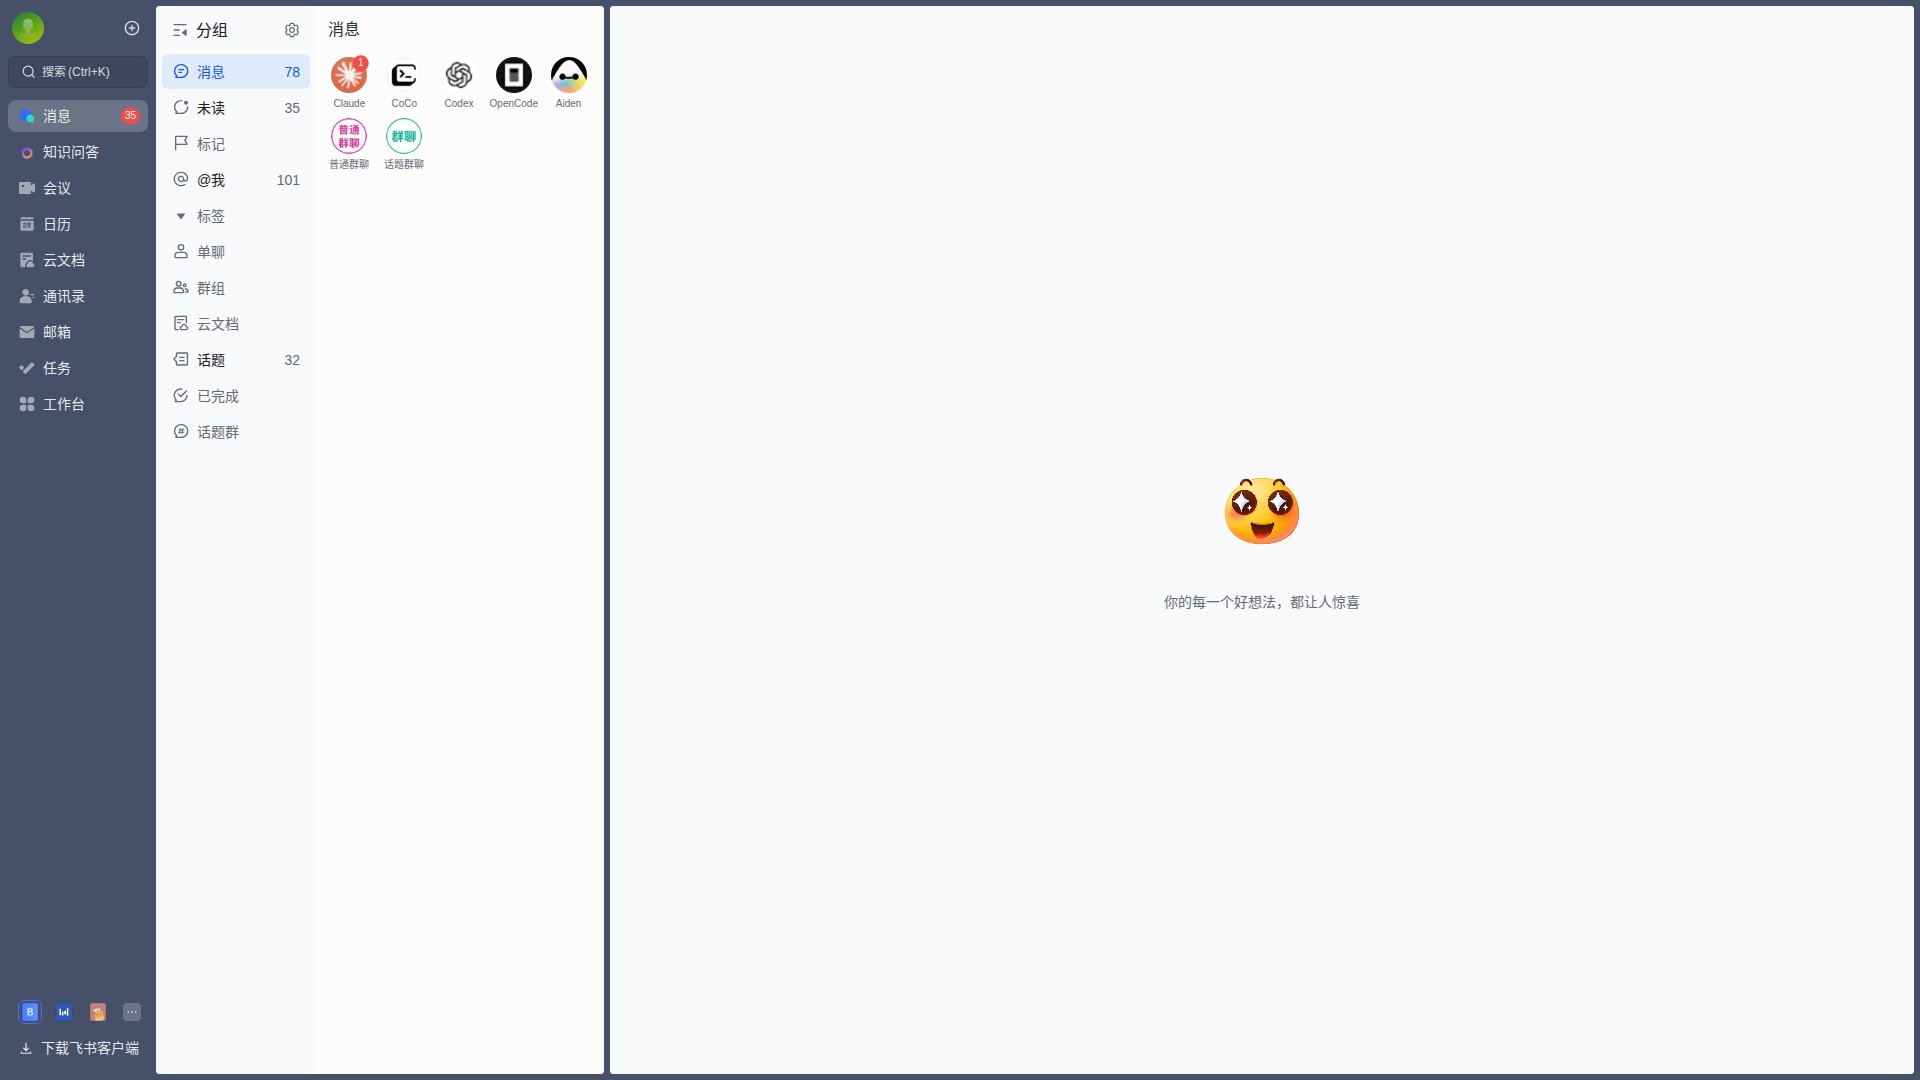 搜索 (Ctrl+K)
消息 35
知识问答
会议
日历
云文档
通讯录
邮箱
任务
工作台
B
下载飞书客户端
分组
消息 78
未读 35
标记
@我 101
标签
单聊
群组
云文档
话题 32
已完成
话题群
消息
1
Claude CoCo Codex OpenCode Aiden
普通 群聊
群聊
普通群聊 话题群聊
你的每一个好想法，都让人惊喜